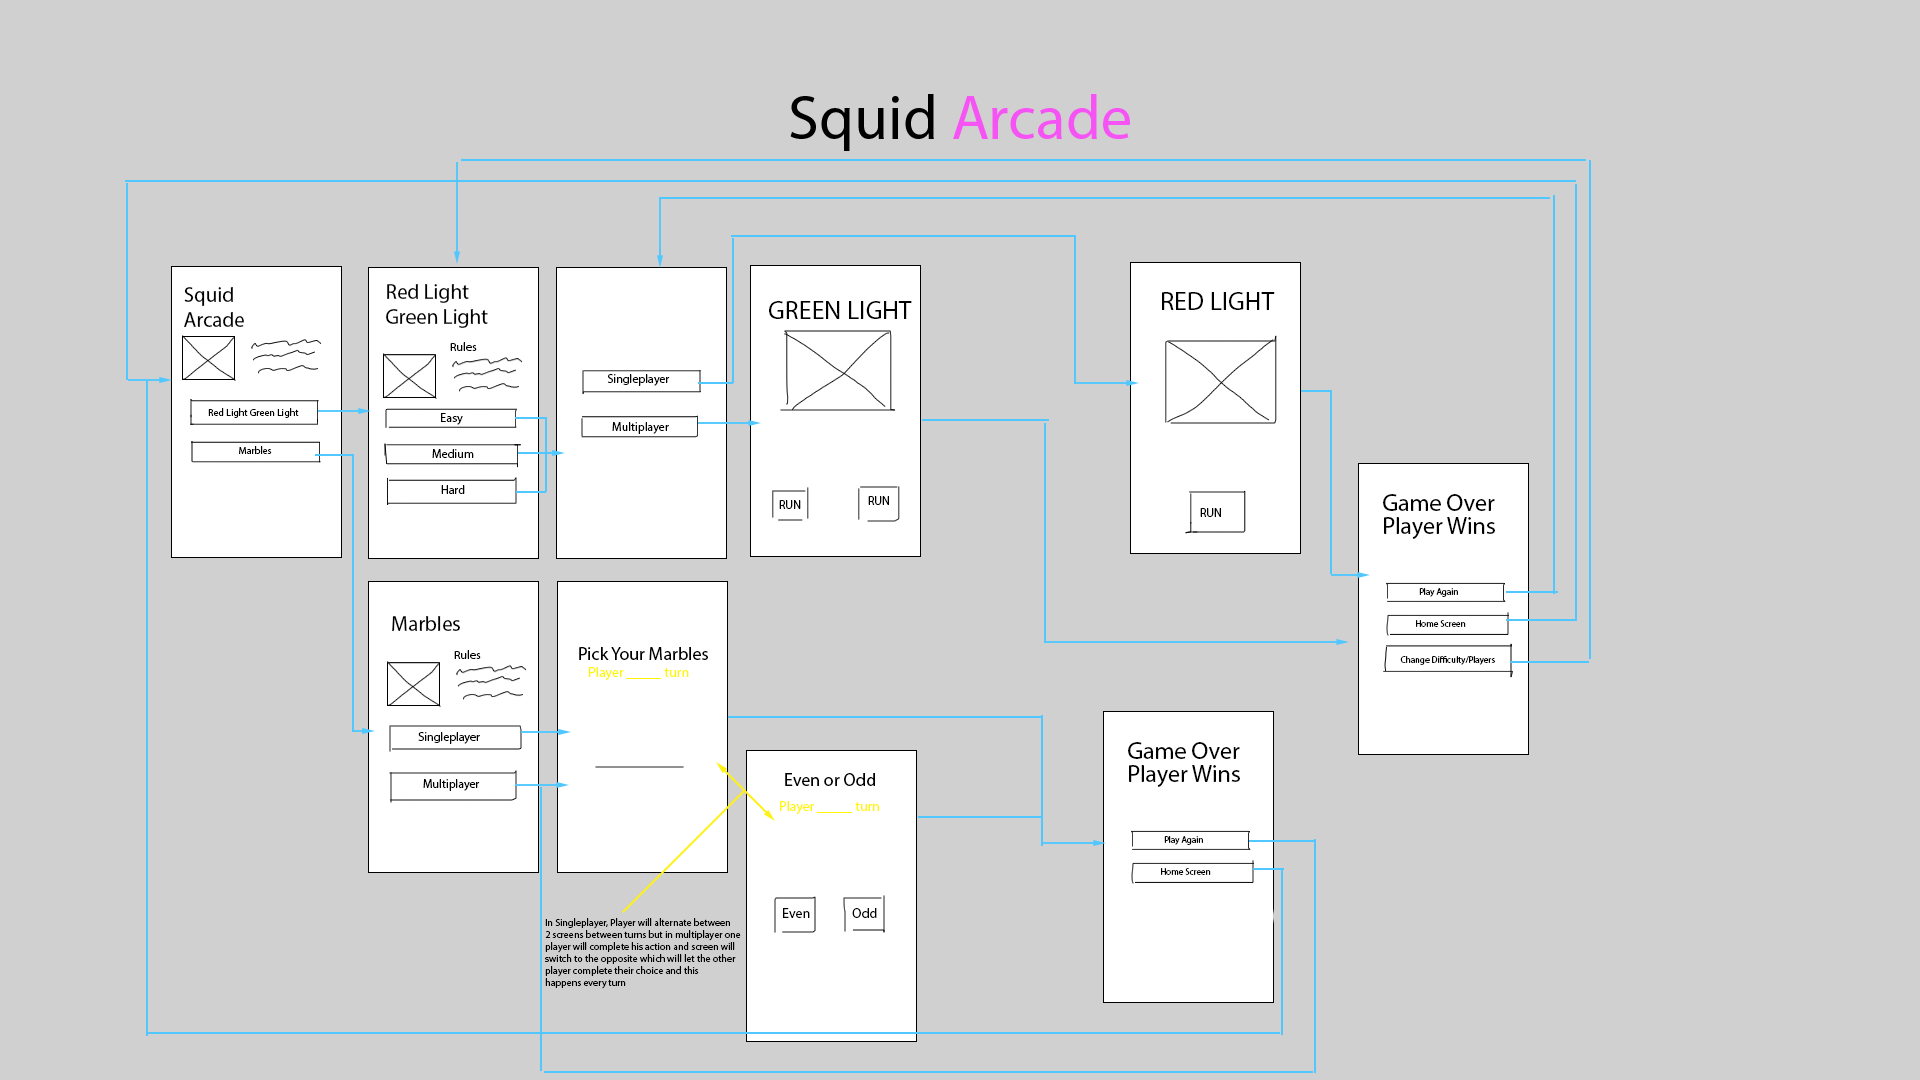 Squid Arcade
Squid
Arcade
Red Light Green Light
Marbles
Red Light
Green Light
Rules
Easy
Medium
Hard
Singleplayer
Multiplayer
GREEN LIGHT
RUN
RUN
RED LIGHT
RUN
Game Over
Player Wins
Play Again
Home Screen
Change Difficulty/Players
Marbles
Rules
Singleplayer
Multiplayer
Pick Your Marbles
Player _____ turn
Even or Odd
Player _____ turn
Even
Odd
In Singleplayer, Player will alternate between
2 screens between turns but in multiplayer one
player will complete his action and screen will
switch to the opposite which will let the other
player complete their choice and this
happens every turn
Game Over
Player Wins
Play Again
Home Screen